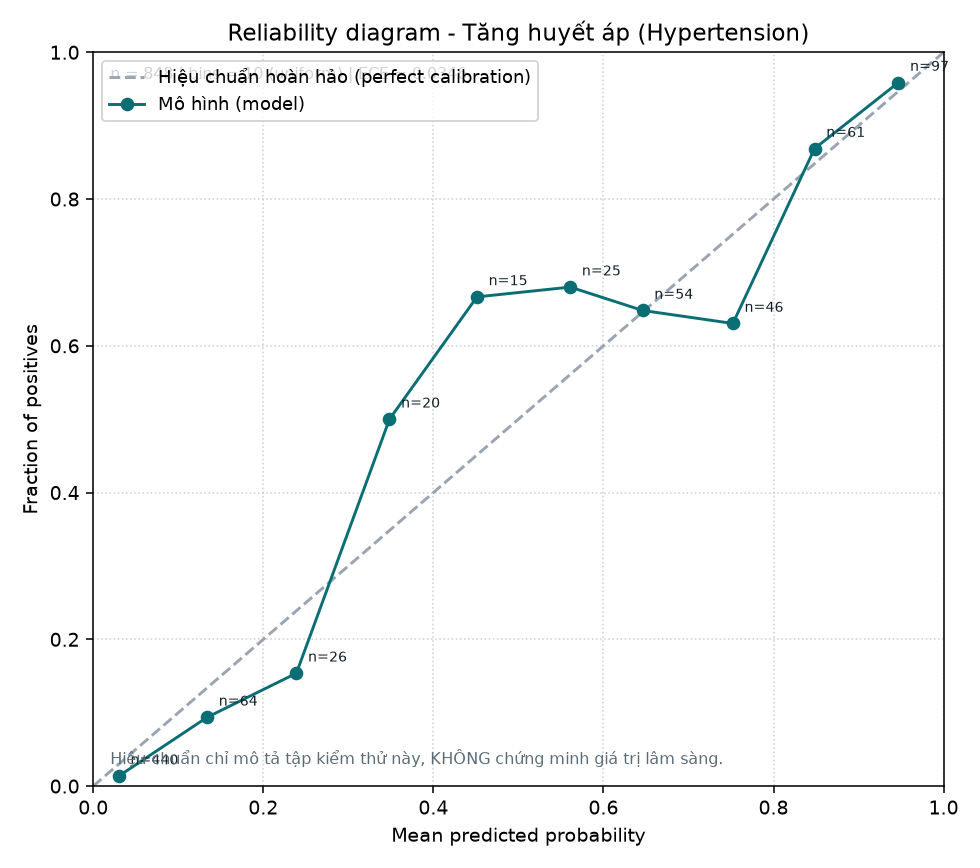 Reliability diagram - Tăng huyết áp (Hypertension)
Hiệu chuẩn hoàn hảo (perfect calibration)
Mô hình (model)
n=97
n=61
n=25
n=15
n=54
n=46
n=20
n=26
n=64
n=440
Hiệu chuẩn chỉ mô tả tập kiểm thử này, KHÔNG chứng minh giá trị lâm sàng.
Fraction of positives
1.0
0.8
0.6
0.4
0.2
0.0
0.0 0.2 0.4 0.6 0.8 1.0
Mean predicted probability